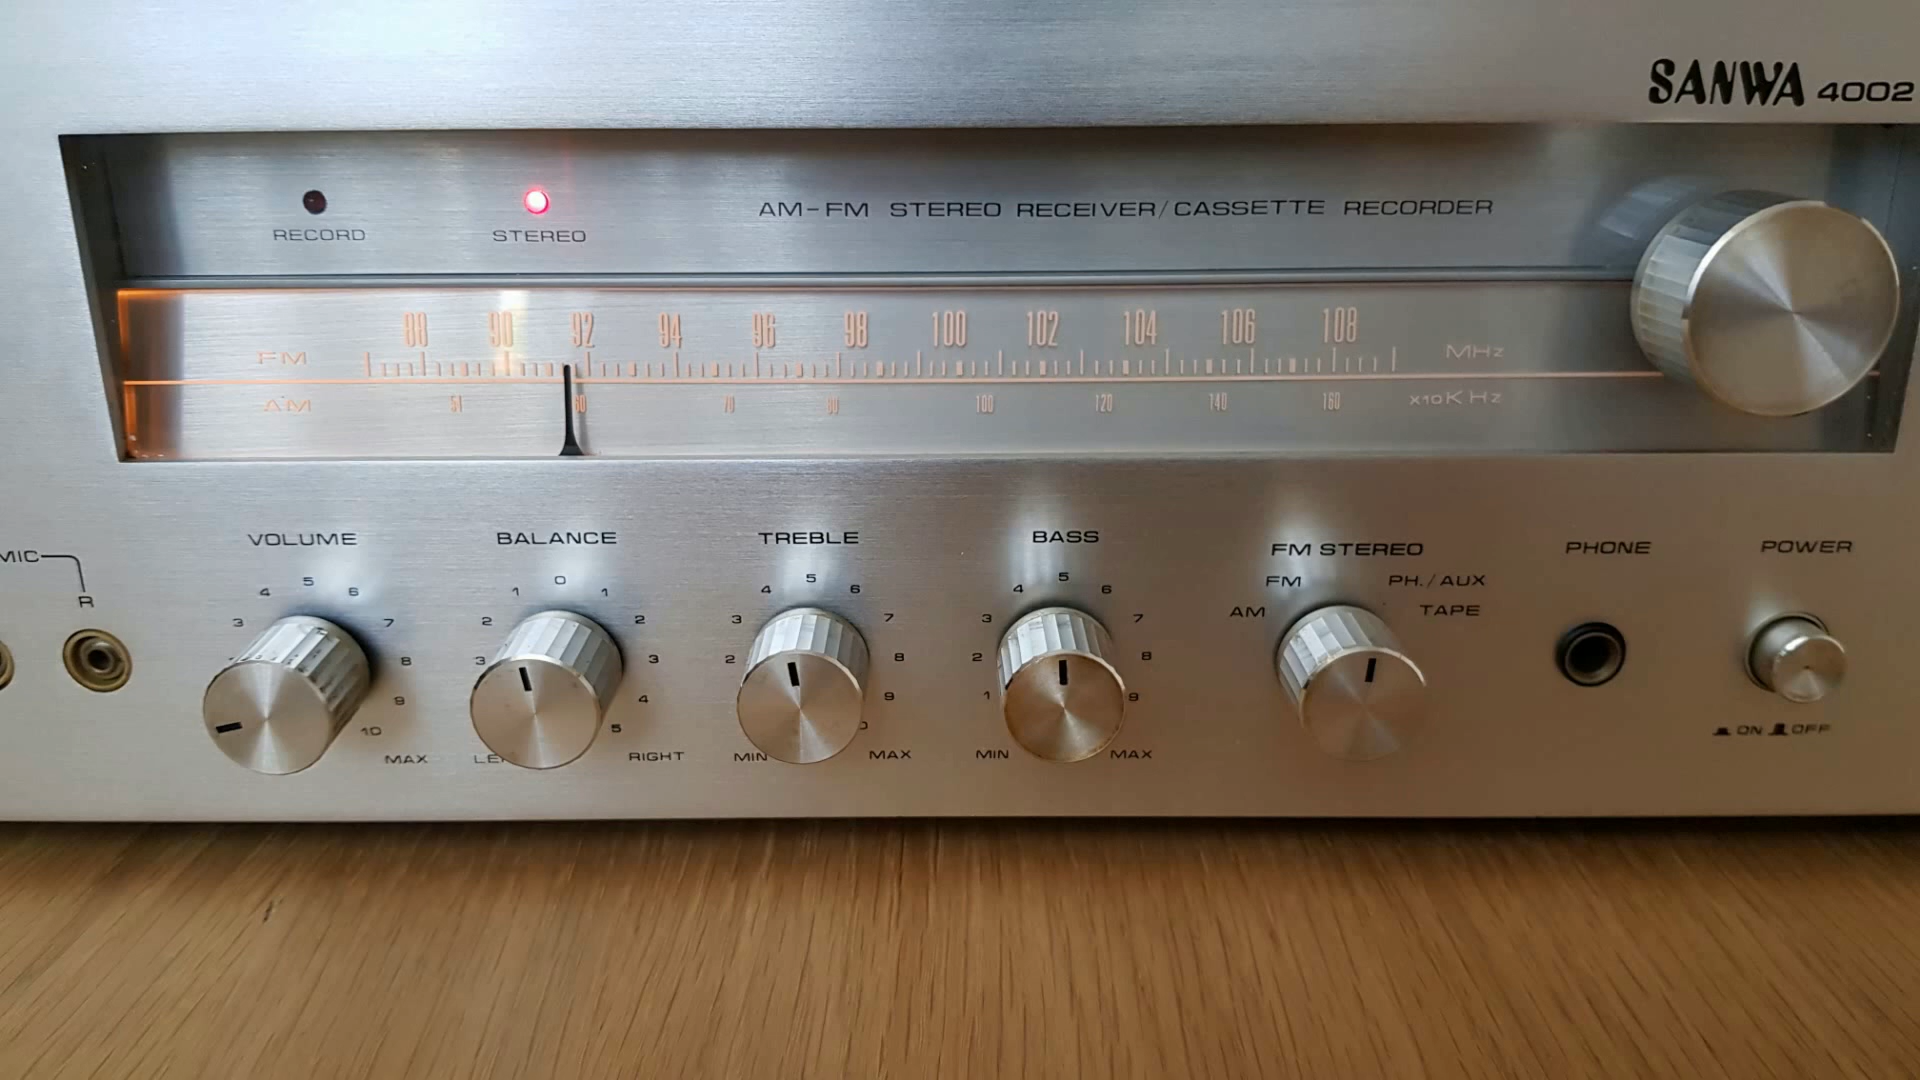 SANWA 4002
AM-FM STEREO RECEIVER/CASSETTE RECORDER
RECORD STEREO
88 90 92 94 96 98 100 102 104 106 108
FM MHz
AM 60 70 80 100 120 140 160 x10KHz
MIC
R
VOLUME
3 4 5 6 7 8 9 10
MAX
BALANCE
3 2 1 0 1 2 3 4 5
RIGHT
TREBLE
2 3 4 5 6 7 8 9
MIN MAX
BASS
1 2 3 4 5 6 7 8 9
MIN MAX
FM STEREO
FM PH./AUX
AM TAPE
PHONE
POWER
ON OFF